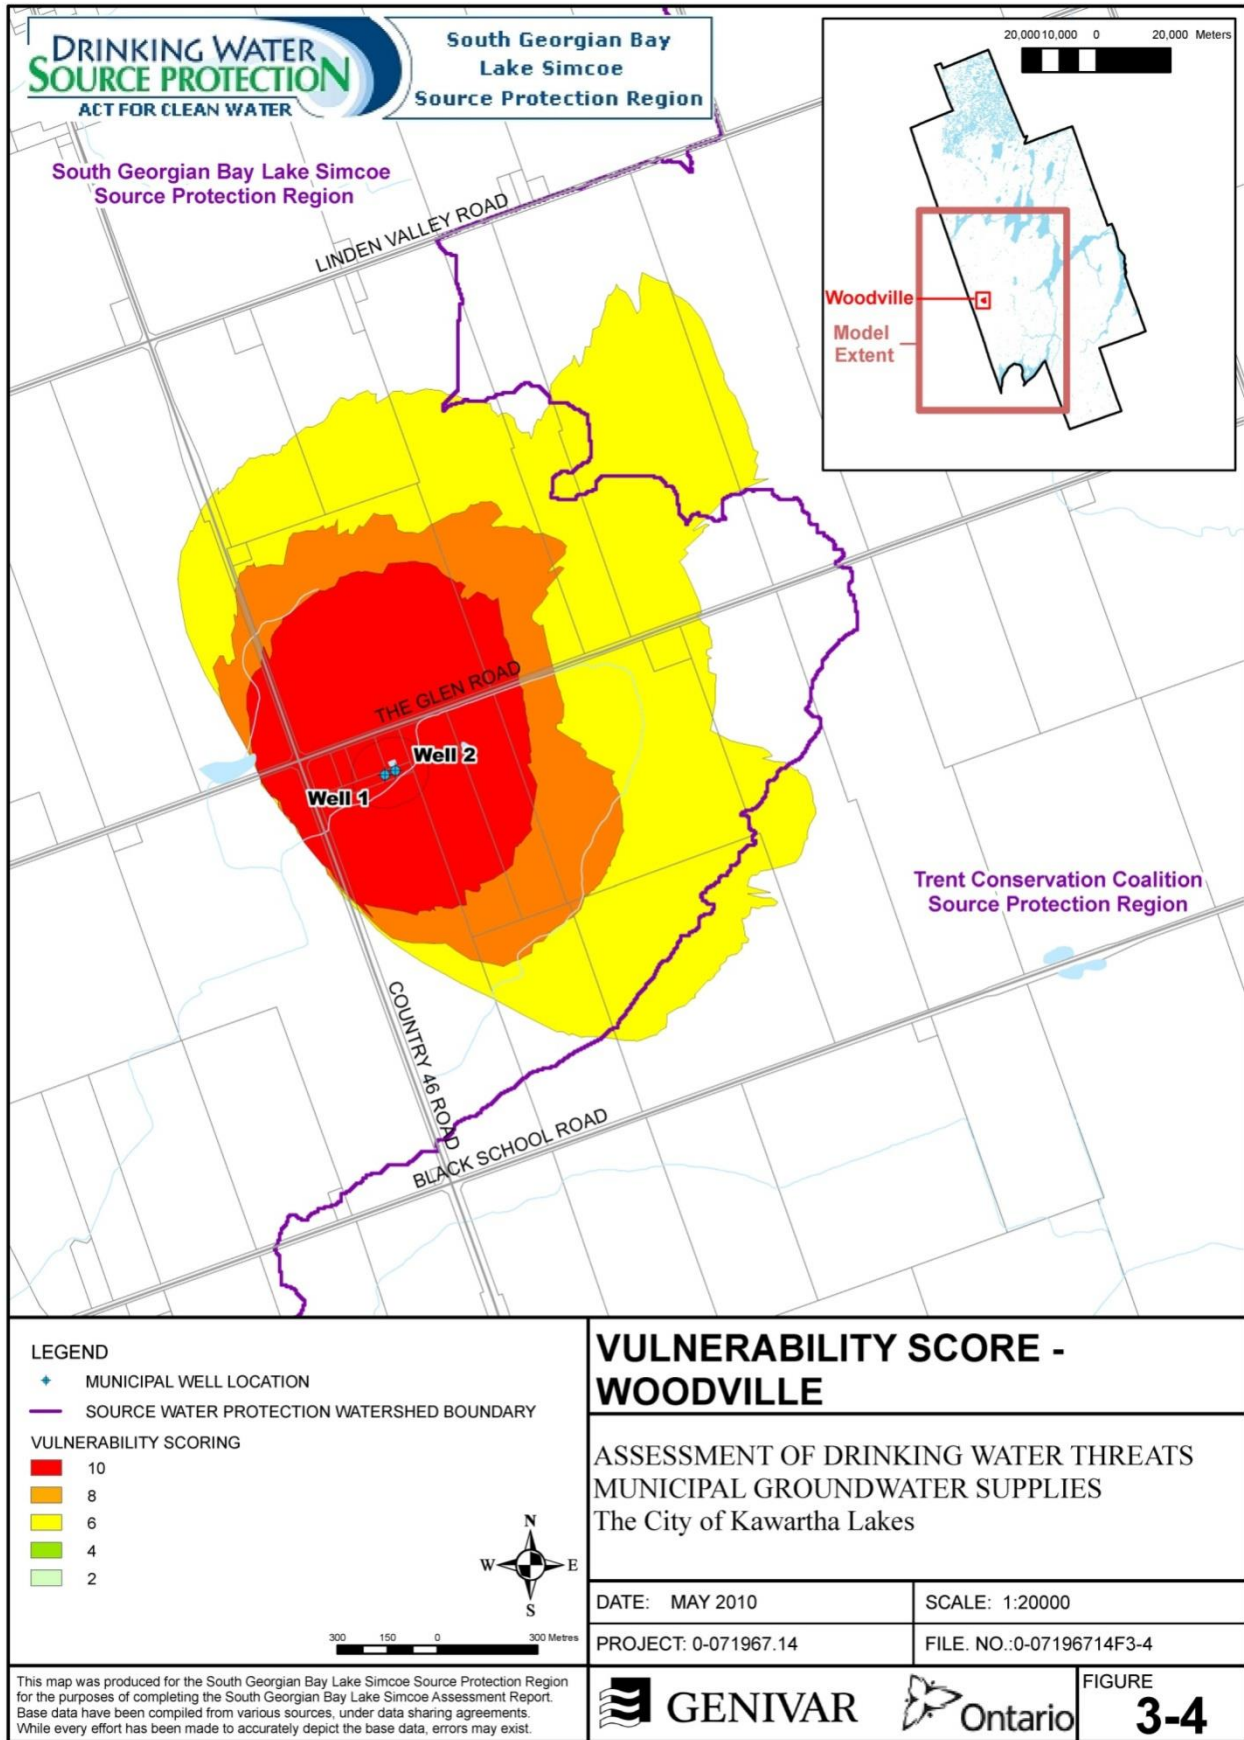 DRINKING WATER
SOURCE PROTECTION
ACT FOR CLEAN WATER
South Georgian Bay
Lake Simcoe
Source Protection Region
20,000 10,000 0 20,000 Meters
South Georgian Bay Lake Simcoe
Source Protection Region
LINDEN VALLEY ROAD
Woodville
Model
Extent
THE GLEN ROAD
Well 2
Well 1
Trent Conservation Coalition
Source Protection Region
COUNTRY 46 ROAD
BLACK SCHOOL ROAD
LEGEND
MUNICIPAL WELL LOCATION
SOURCE WATER PROTECTION WATERSHED BOUNDARY
VULNERABILITY SCORING
10
8
6
4
2
N
W E
S
300 150 0 300 Metres
VULNERABILITY SCORE -
WOODVILLE
ASSESSMENT OF DRINKING WATER THREATS
MUNICIPAL GROUNDWATER SUPPLIES
The City of Kawartha Lakes
DATE: MAY 2010
SCALE: 1:20000
PROJECT: 0-071967.14
FILE. NO.:0-07196714F3-4
This map was produced for the South Georgian Bay Lake Simcoe Source Protection Region
for the purposes of completing the South Georgian Bay Lake Simcoe Assessment Report.
Base data have been compiled from various sources, under data sharing agreements.
While every effort has been made to accurately depict the base data, errors may exist.
GENIVAR
Ontario
FIGURE
3-4